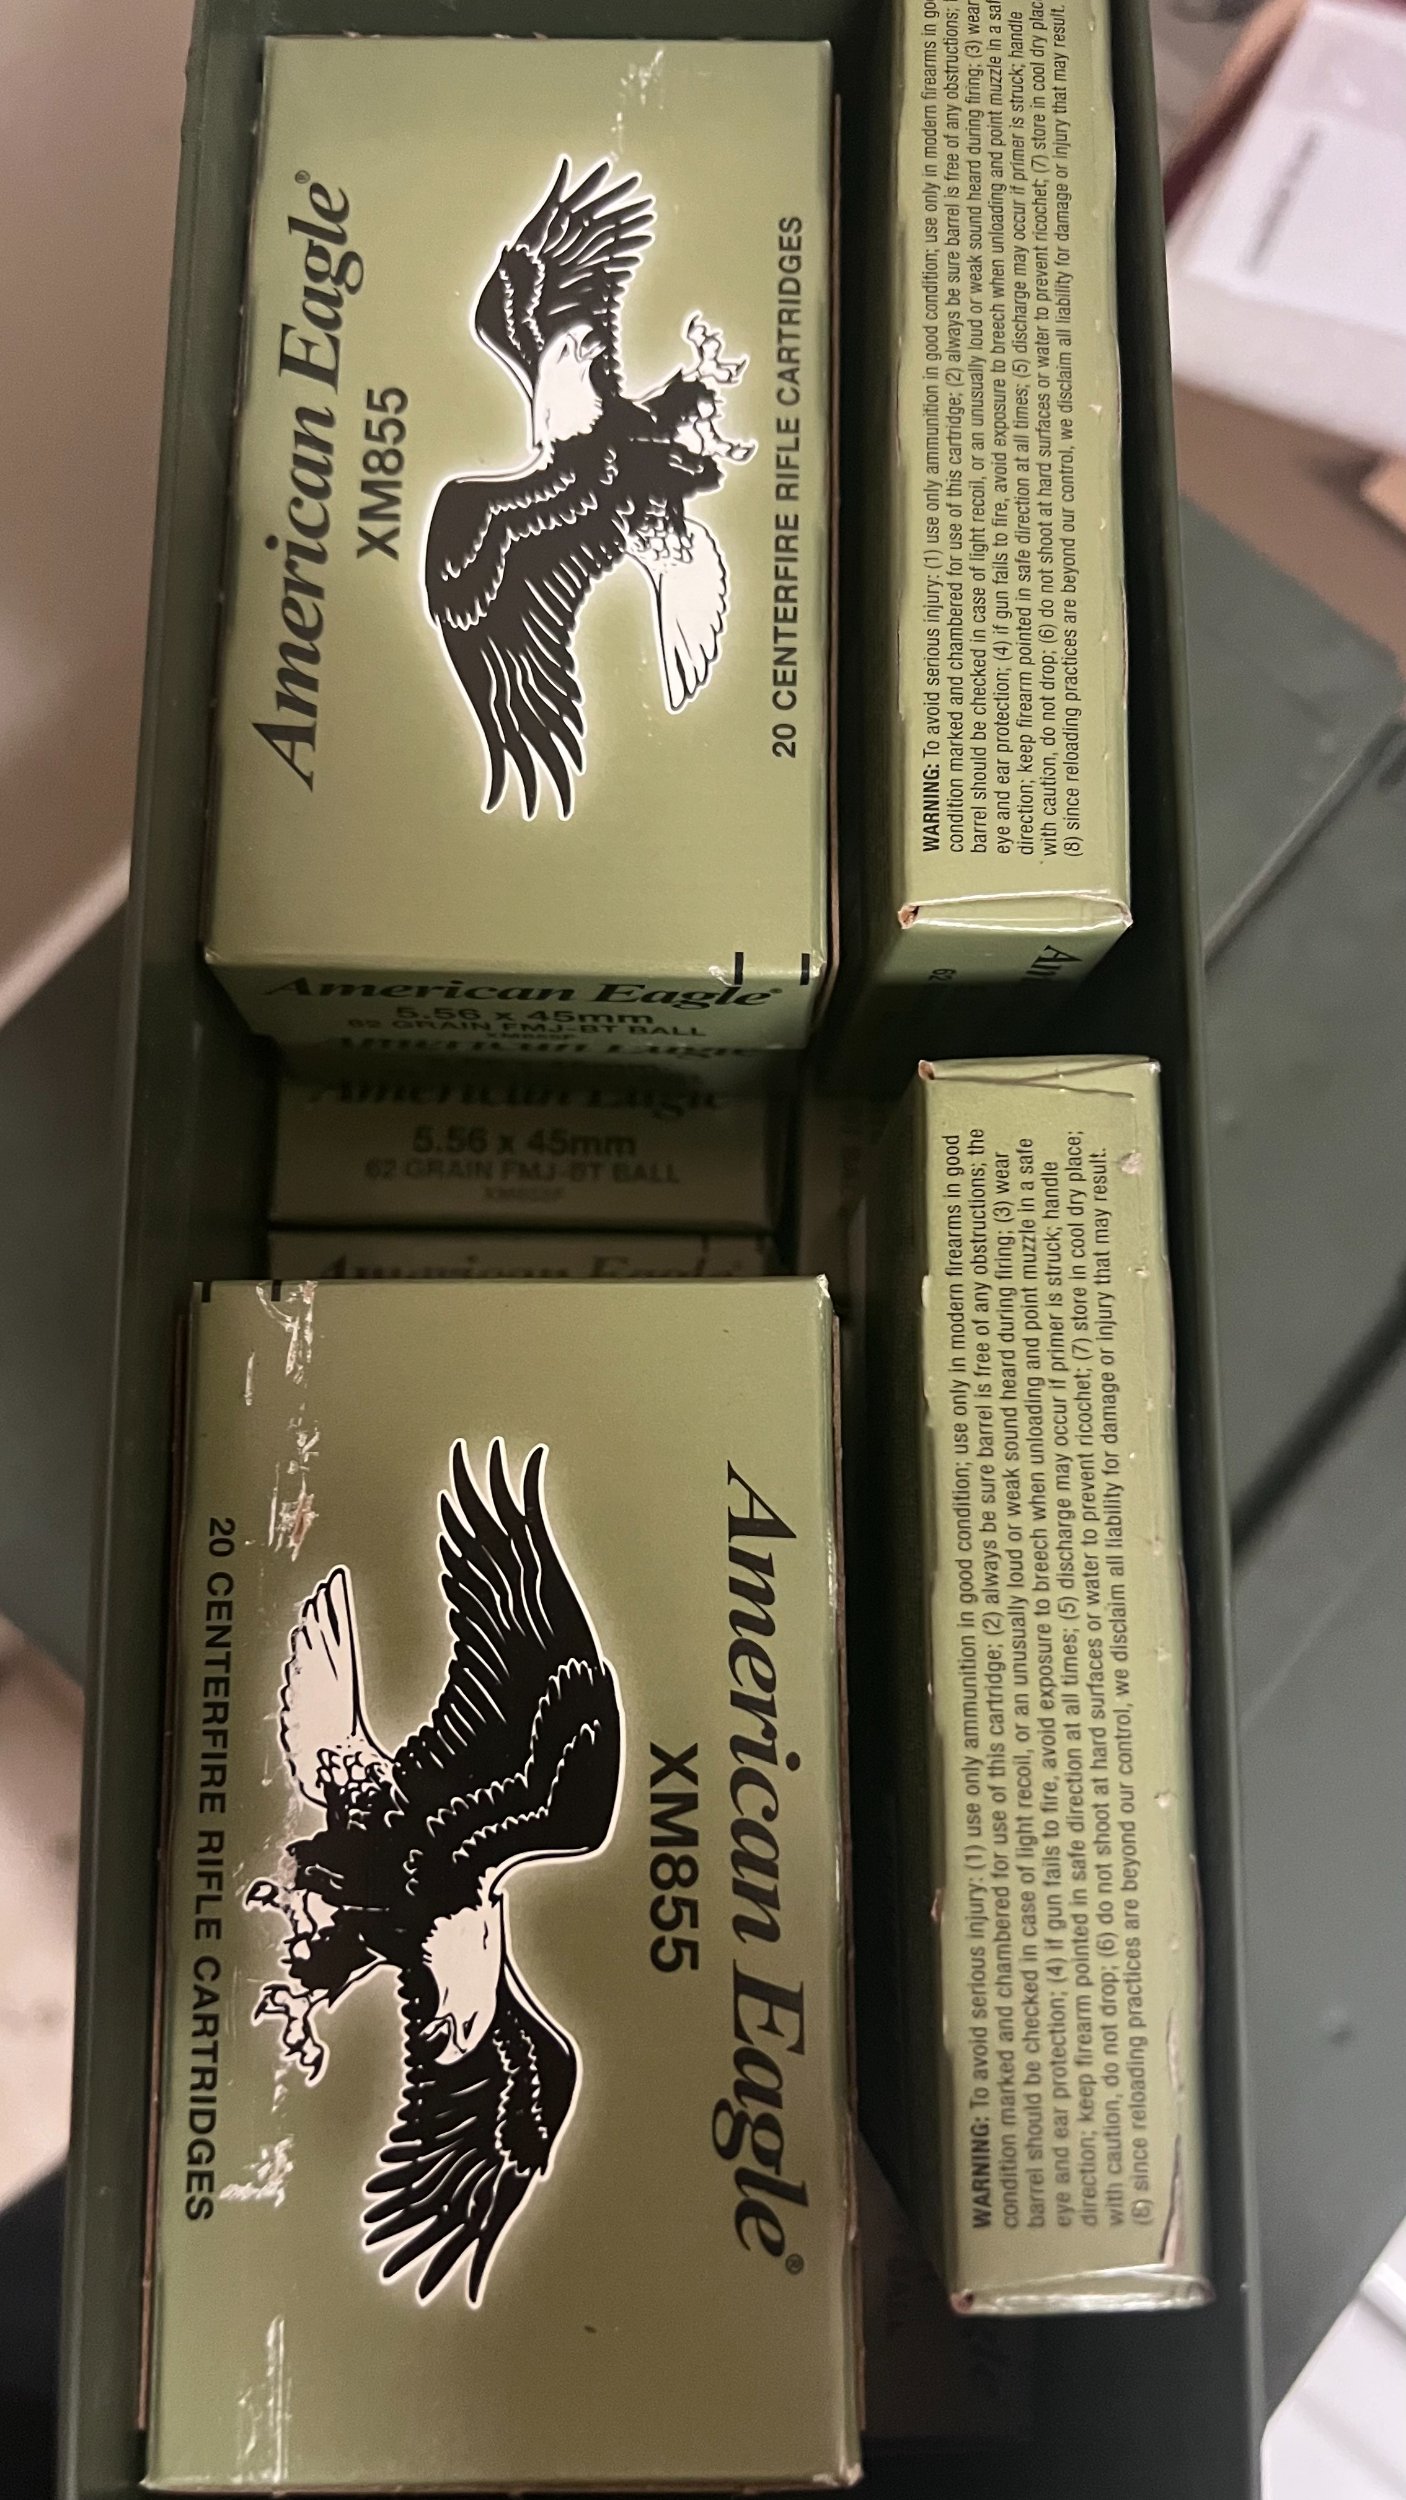 American Eagle®
XM855
20 CENTERFIRE RIFLE CARTRIDGES
American Eagle®
5.56 x 45mm
62 GRAIN FMJ-BT BALL
XM855F
American Eagle
American Eagle
5.56 x 45mm
62 GRAIN FMJ-BT BALL
XM855F
American Eagle
American Eagle®
XM855
20 CENTERFIRE RIFLE CARTRIDGES
WARNING: To avoid serious injury: (1) use only ammunition in good condition; use only in modern firearms in go
condition marked and chambered for use of this cartridge; (2) always be sure barrel is free of any obstructions;
barrel should be checked in case of light recoil, or an unusually loud or weak sound heard during firing; (3) wear
eye and ear protection; (4) if gun fails to fire, avoid exposure to breech when unloading and point muzzle in a saf
direction; keep firearm pointed in safe direction at all times; (5) discharge may occur if primer is struck; handle
with caution, do not drop; (6) do not shoot at hard surfaces or water to prevent ricochet; (7) store in cool dry plac
(8) since reloading practices are beyond our control, we disclaim all liability for damage or injury that may result.
62
Am
WARNING: To avoid serious injury: (1) use only ammunition in good condition; use only in modern firearms in good
condition marked and chambered for use of this cartridge; (2) always be sure barrel is free of any obstructions; the
barrel should be checked in case of light recoil, or an unusually loud or weak sound heard during firing; (3) wear
eye and ear protection; (4) if gun fails to fire, avoid exposure to breech when unloading and point muzzle in a safe
direction; keep firearm pointed in safe direction at all times; (5) discharge may occur if primer is struck; handle
with caution, do not drop; (6) do not shoot at hard surfaces or water to prevent ricochet; (7) store in cool dry place;
(8) since reloading practices are beyond our control, we disclaim all liability for damage or injury that may result.